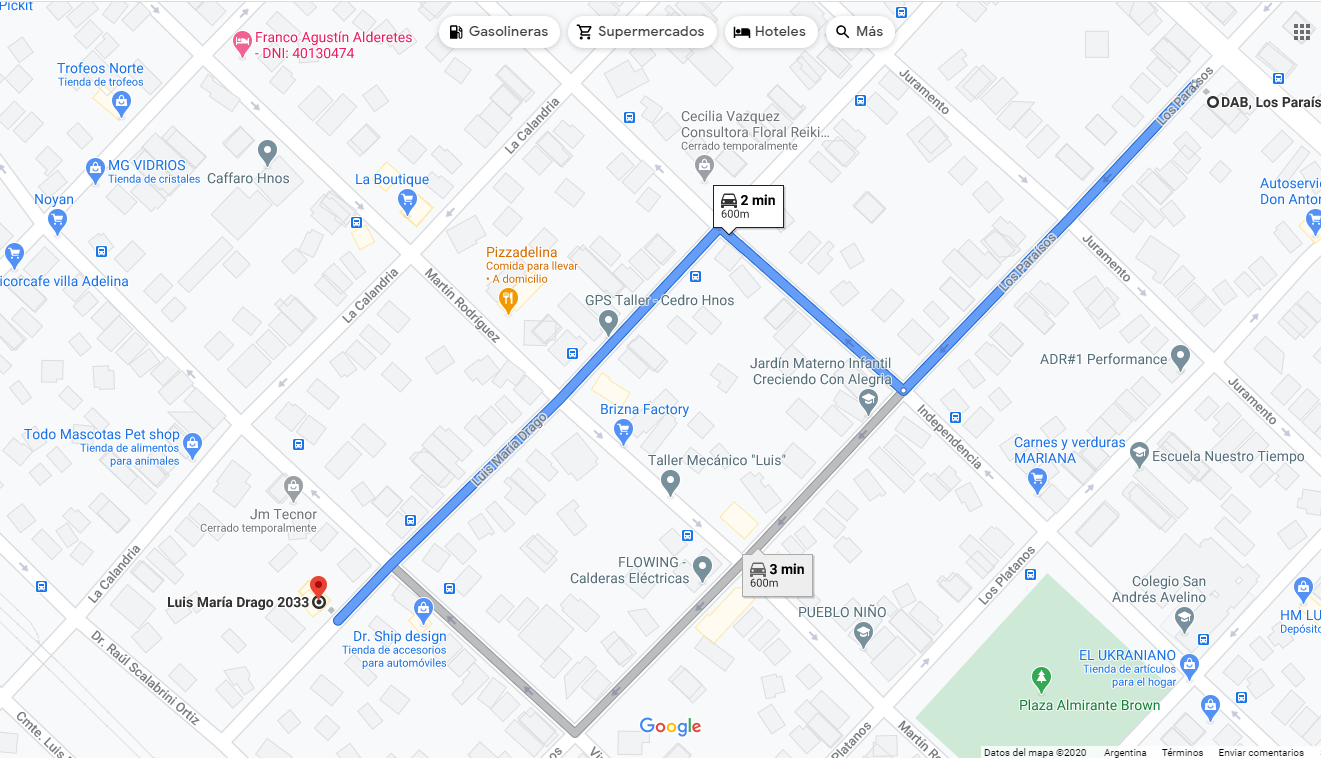 Pickit
Gasolineras
Supermercados
Hoteles
Más
Franco Agustín Alderetes
- DNI: 40130474
Trofeos Norte
Tienda de trofeos
Juramento
Los Paraísos
DAB, Los Paraís
La Calandria
Cecilia Vazquez
Consultora Floral Reiki...
Cerrado temporalmente
Caffaro Hnos
MG VIDRIOS
Tienda de cristales
La Boutique
Noyan
2 min
600m
Autoservi
Don Anton
Pizzadelina
Comida para llevar
• A domicilio
Los Paraísos
Juramento
icorcafe villa Adelina
La Calandria
Martín Rodríguez
GPS Taller - Cedro Hnos
Jardín Materno Infantil
Creciendo Con Alegria
ADR#1 Performance
Juramento
Brizna Factory
Independencia
Luis María Drago
Todo Mascotas Pet shop
Tienda de alimentos
para animales
Carnes y verduras
MARIANA
Escuela Nuestro Tiempo
Taller Mecánico "Luis"
Jm Tecnor
Cerrado temporalmente
FLOWING -
Calderas Eléctricas
3 min
600m
La Calandria
Los Platanos
Colegio San
Andrés Avelino
Luis María Drago 2033
PUEBLO NIÑO
HM LU
Depósito
Dr. Ship design
Tienda de accesorios
para automóviles
Dr. Raúl Scalabrini Ortiz
EL UKRANIANO
Tienda de artículos
para el hogar
Plaza Almirante Brown
Google
Cmte. Luis
Platanos
Martín Ro
Datos del mapa ©2020
Argentina
Términos
Enviar comentarios